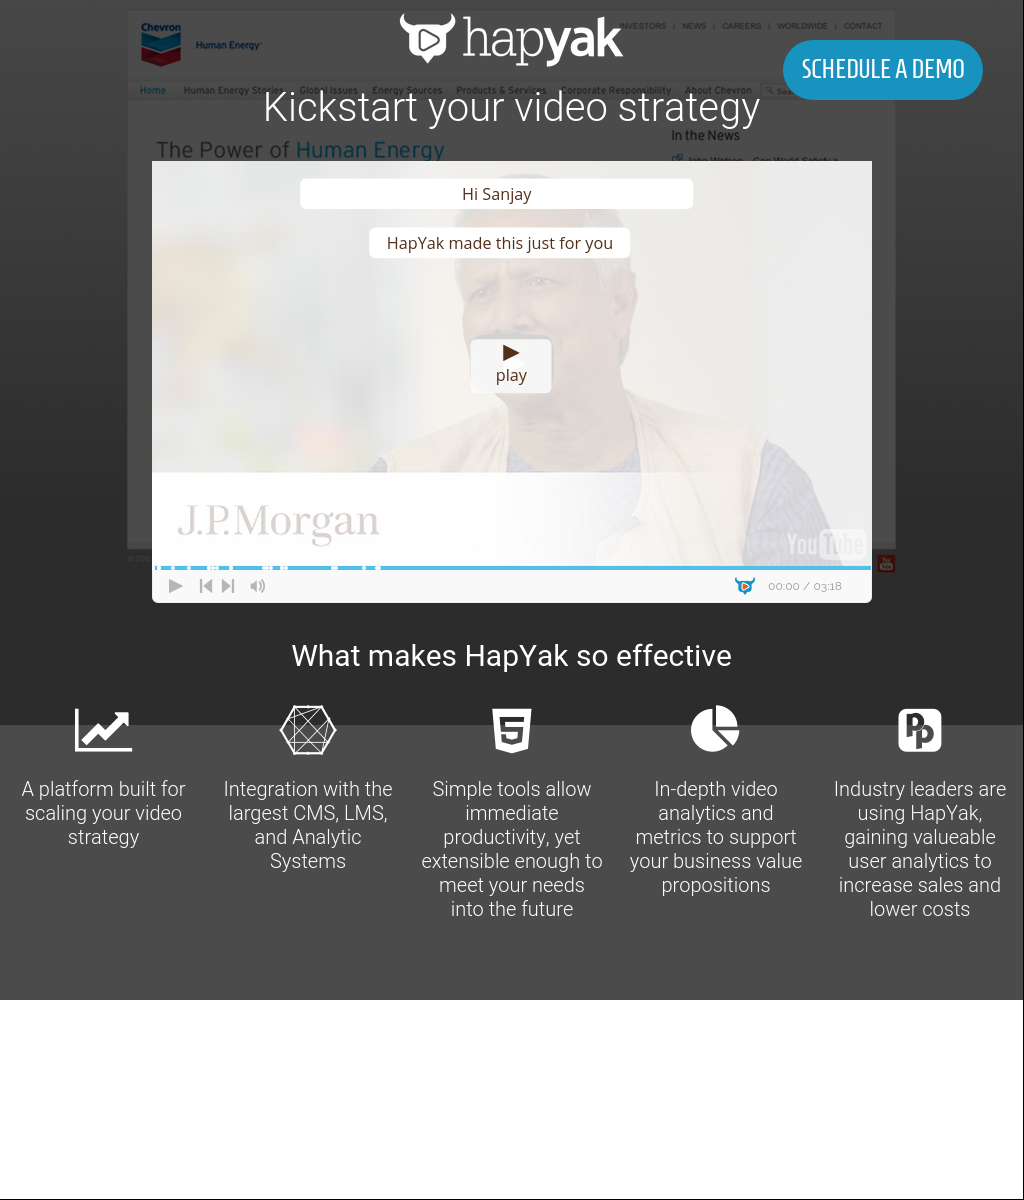 Chevron
Human Energy
INVESTORS | NEWS | CAREERS | WORLDWIDE | CONTACT
hapyak
SCHEDULE A DEMO
Home Human Energy Stories Global Issues Energy Sources Products & Services Corporate Responsibility About Chevron
Kickstart your video strategy
In the News
The Power of Human Energy
Hi Sanjay
HapYak made this just for you
play
J.P.Morgan
YouTube
00:00 / 03:18
What makes HapYak so effective
A platform built for
scaling your video
strategy
Integration with the
largest CMS, LMS,
and Analytic
Systems
Simple tools allow
immediate
productivity, yet
extensible enough to
meet your needs
into the future
In-depth video
analytics and
metrics to support
your business value
propositions
Industry leaders are
using HapYak,
gaining valueable
user analytics to
increase sales and
lower costs